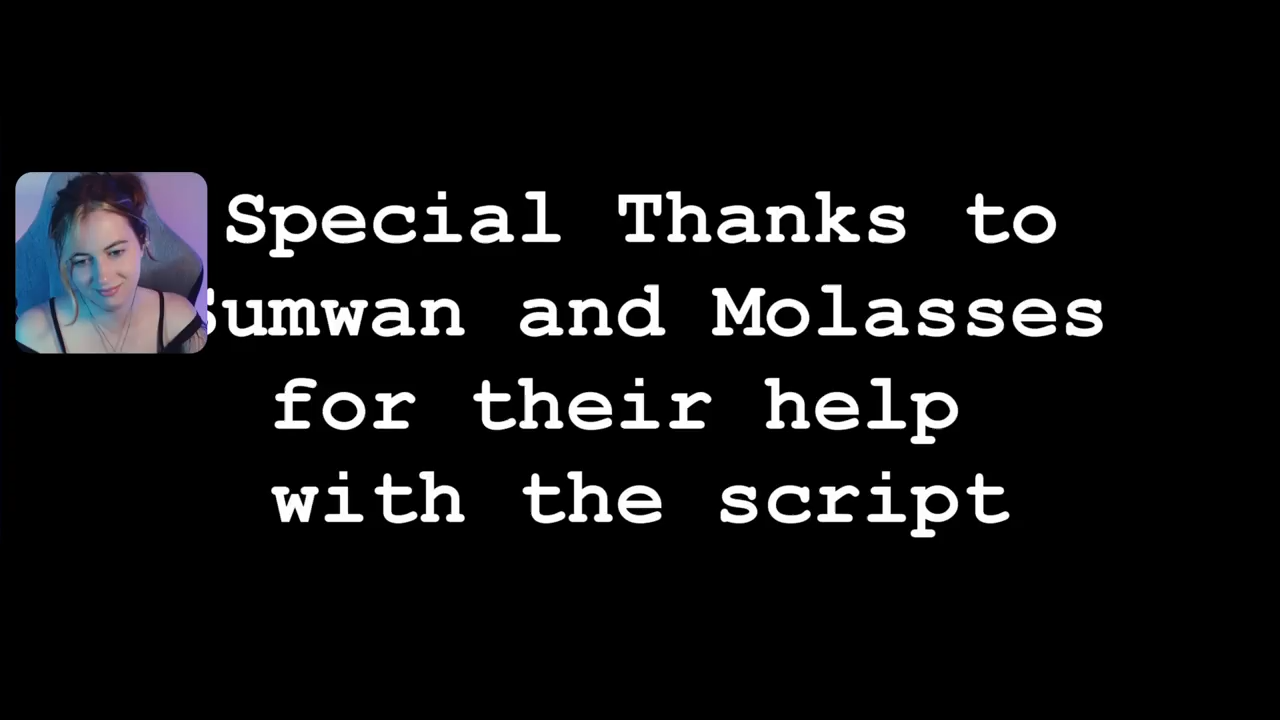 Special Thanks to
Sumwan and Molasses
for their help
with the script